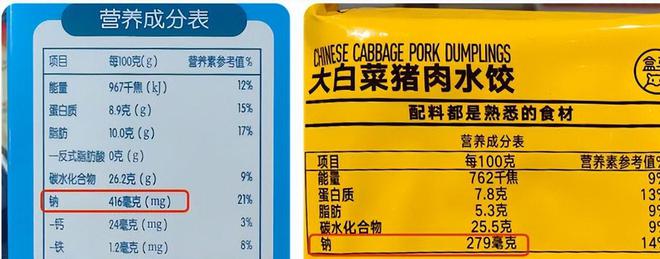 营养成分表
项目 每100克(g) 营养素参考值%
能量 967千焦(kJ) 12%
蛋白质 8.9克(g) 15%
脂肪 10.0克(g) 17%
—反式脂肪酸 0克(g)
碳水化合物 26.2克(g) 9%
钠 416毫克(mg) 21%
-钙 24毫克(mg) 3%
-铁 1.2毫克(mg) 8%
CHINESE CABBAGE PORK DUMPLINGS
大白菜猪肉水饺
盒
配料都是熟悉的食材
营养成分表
项目 每100克 营养素参考值%
能量 762千焦 9%
蛋白质 7.8克 13%
脂肪 5.3克 9%
碳水化合物 25.5克 9%
钠 279毫克 14%